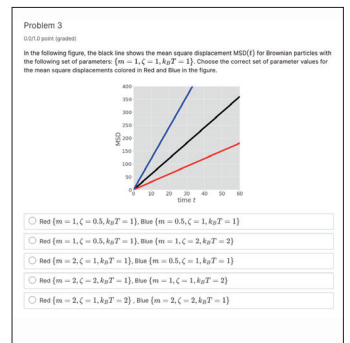 Problem 3
0.0/1.0 point (graded)
In the following figure, the black line shows the mean square displacement MSD(t) for Brownian particles with
the following set of parameters: {m = 1, ζ = 1, k_BT = 1}. Choose the correct set of parameter values for
the mean square displacements colored in Red and Blue in the figure.
400
350
300
250
200
150
100
50
0
MSD
0 10 20 30 40 50 60
time t
Red {m = 1, ζ = 0.5, k_BT = 1}, Blue {m = 0.5, ζ = 1, k_BT = 1}
Red {m = 1, ζ = 0.5, k_BT = 1}, Blue {m = 1, ζ = 2, k_BT = 2}
Red {m = 2, ζ = 1, k_BT = 1}, Blue {m = 0.5, ζ = 1, k_BT = 1}
Red {m = 2, ζ = 2, k_BT = 1}, Blue {m = 1, ζ = 1, k_BT = 2}
Red {m = 2, ζ = 1, k_BT = 2} , Blue {m = 2, ζ = 2, k_BT = 1}